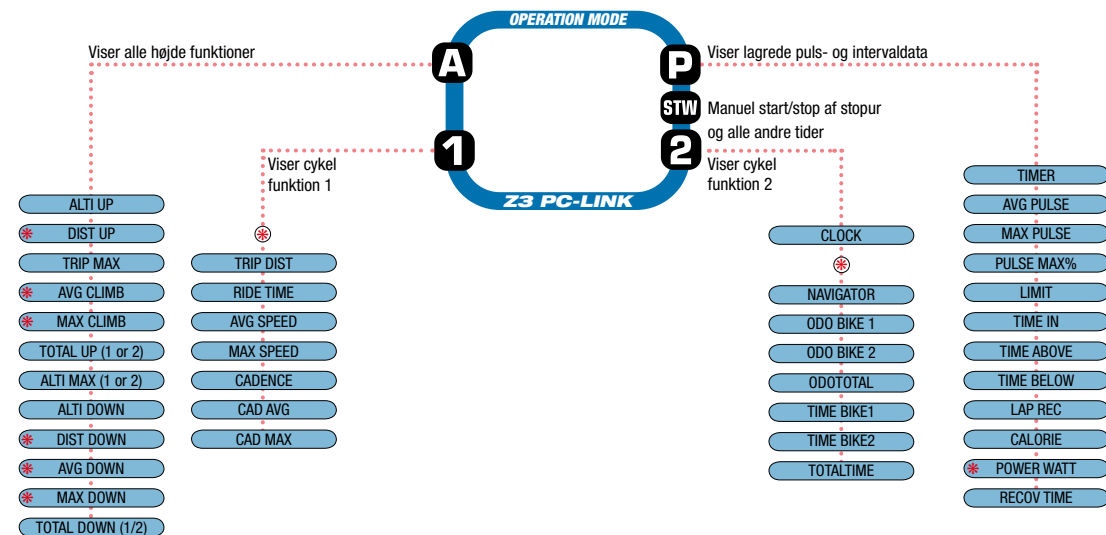 OPERATION MODE
A
P
STW
1
2
Z3 PC-LINK
Viser alle højde funktioner
Viser cykel
funktion 1
Viser lagrede puls- og intervaldata
Manuel start/stop af stopur
og alle andre tider
Viser cykel
funktion 2
ALTI UP
DIST UP
TRIP MAX
AVG CLIMB
MAX CLIMB
TOTAL UP (1 or 2)
ALTI MAX (1 or 2)
ALTI DOWN
DIST DOWN
AVG DOWN
MAX DOWN
TOTAL DOWN (1/2)
TRIP DIST
RIDE TIME
AVG SPEED
MAX SPEED
CADENCE
CAD AVG
CAD MAX
CLOCK
NAVIGATOR
ODO BIKE 1
ODO BIKE 2
ODOTOTAL
TIME BIKE1
TIME BIKE2
TOTALTIME
TIMER
AVG PULSE
MAX PULSE
PULSE MAX%
LIMIT
TIME IN
TIME ABOVE
TIME BELOW
LAP REC
CALORIE
POWER WATT
RECOV TIME